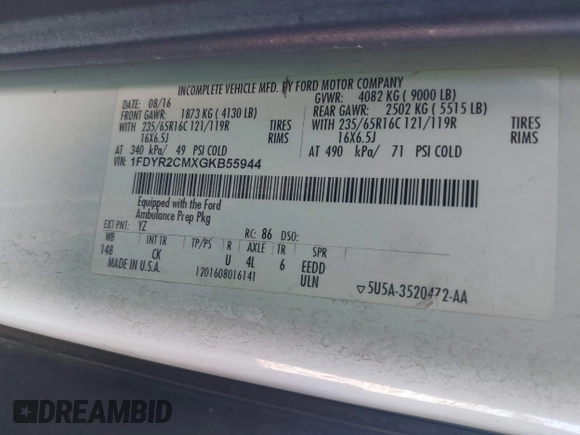 INCOMPLETE VEHICLE MFD. BY FORD MOTOR COMPANY
DATE: 08/16 GVWR: 4082 KG ( 9000 LB)
FRONT GAWR: 1873 KG ( 4130 LB) REAR GAWR: 2502 KG ( 5515 LB)
WITH 235/65R16C 121/119R TIRES WITH 235/65R16C 121/119R TIRES
16X6.5J RIMS 16X6.5J RIMS
AT 340 kPa/ 49 PSI COLD AT 490 kPa/ 71 PSI COLD
VIN: 1FDYR2CMXGKB55944
Equipped with the Ford
Ambulance Prep Pkg
EXT PNT: YZ RC: 86 DSO:
WB INT TR TP/PS R AXLE TR SPR
148 CK U 4L 6 EEDD
MADE IN U.S.A. 1201608016141 ULN
5U5A-3520472-AA
DREAMBID